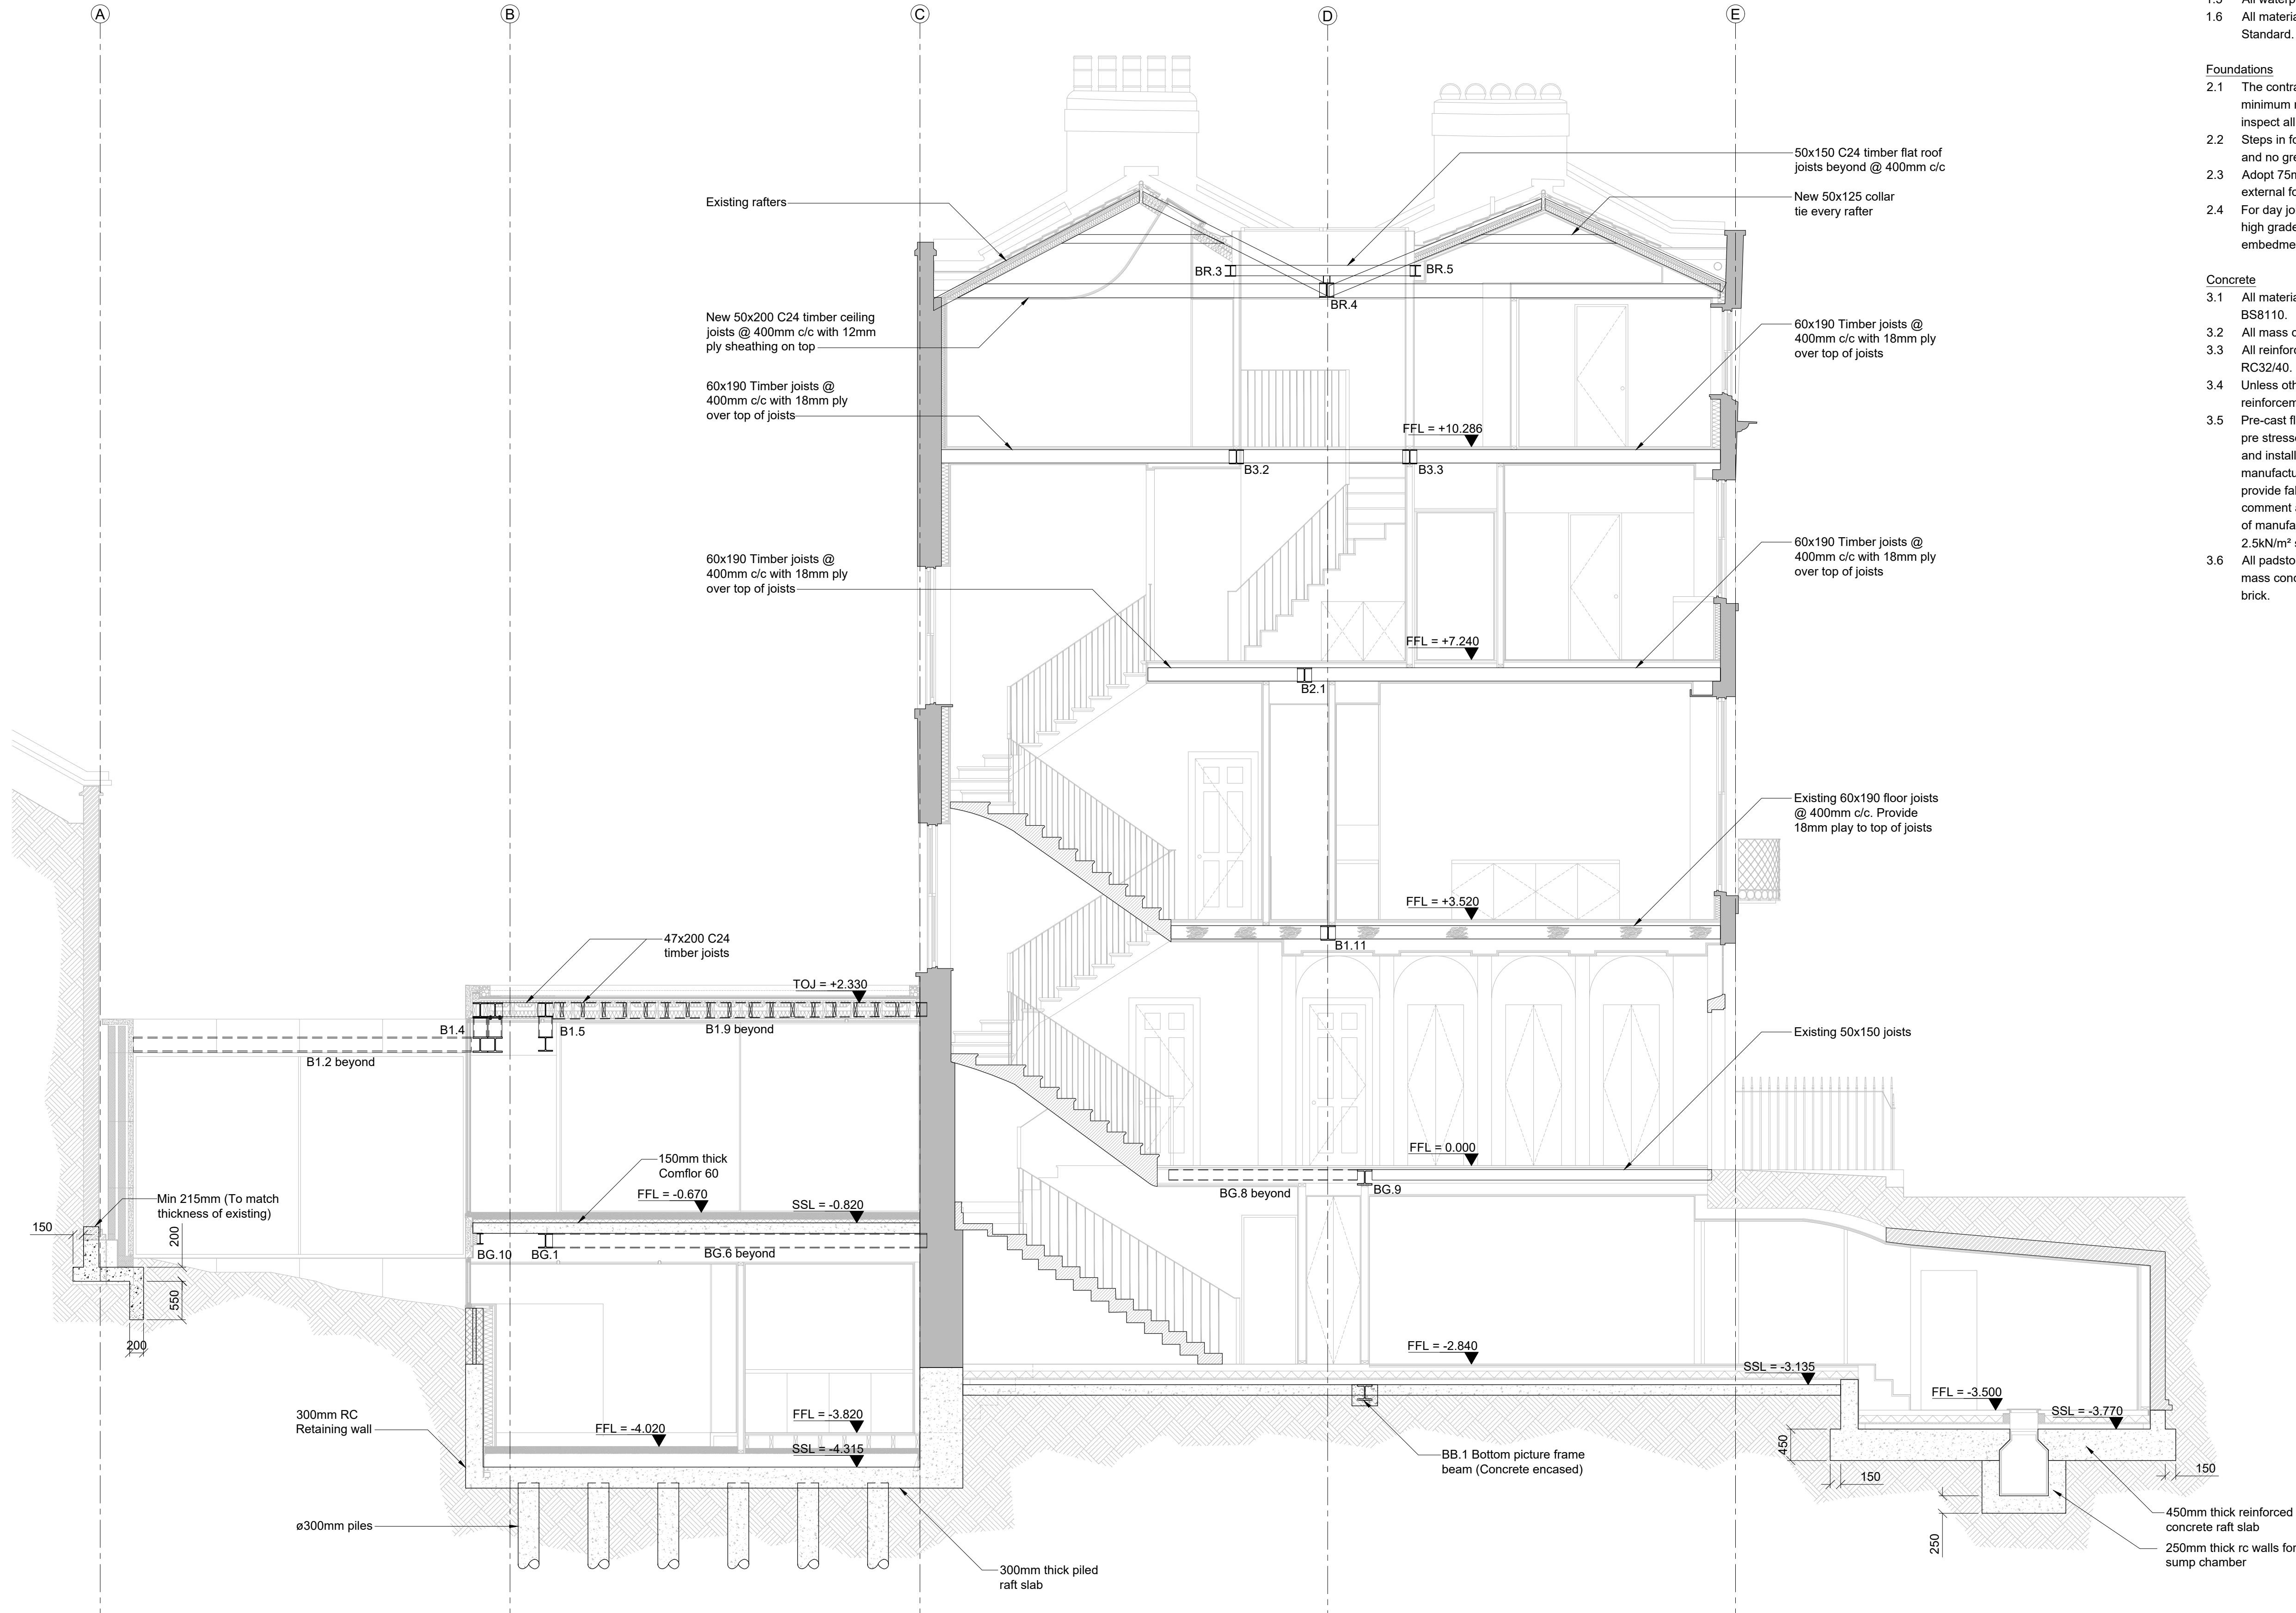 A
B
C
D
E
1.6 All materia
Standard.
Foundations
2.1 The contra
minimum r
inspect all
2.2 Steps in fo
and no gre
2.3 Adopt 75m
external fo
2.4 For day jo
high grade
embedme
Concrete
3.1 All materia
BS8110.
3.2 All mass c
3.3 All reinforc
RC32/40.
3.4 Unless oth
reinforcem
3.5 Pre-cast fl
pre stresse
and install
manufactu
provide fal
comment a
of manufa
2.5kN/m² s
3.6 All padsto
mass conc
brick.
50x150 C24 timber flat roof
joists beyond @ 400mm c/c
New 50x125 collar
tie every rafter
Existing rafters
BR.3
BR.5
BR.4
New 50x200 C24 timber ceiling
joists @ 400mm c/c with 12mm
ply sheathing on top
60x190 Timber joists @
400mm c/c with 18mm ply
over top of joists
60x190 Timber joists @
400mm c/c with 18mm ply
over top of joists
FFL = +10.286
B3.2
B3.3
60x190 Timber joists @
400mm c/c with 18mm ply
over top of joists
60x190 Timber joists @
400mm c/c with 18mm ply
over top of joists
FFL = +7.240
B2.1
Existing 60x190 floor joists
@ 400mm c/c. Provide
18mm play to top of joists
FFL = +3.520
B1.11
47x200 C24
timber joists
TOJ = +2.330
B1.4
B1.5
B1.9 beyond
B1.2 beyond
Existing 50x150 joists
FFL = 0.000
BG.8 beyond
BG.9
150mm thick
Comflor 60
FFL = -0.670
SSL = -0.820
BG.10
BG.1
BG.6 beyond
Min 215mm (To match
thickness of existing)
150
200
550
200
FFL = -2.840
SSL = -3.135
FFL = -3.500
SSL = -3.770
300mm RC
Retaining wall
FFL = -4.020
FFL = -3.820
SSL = -4.315
BB.1 Bottom picture frame
beam (Concrete encased)
450
150
150
250
ø300mm piles
300mm thick piled
raft slab
450mm thick reinforced
concrete raft slab
250mm thick rc walls for
sump chamber